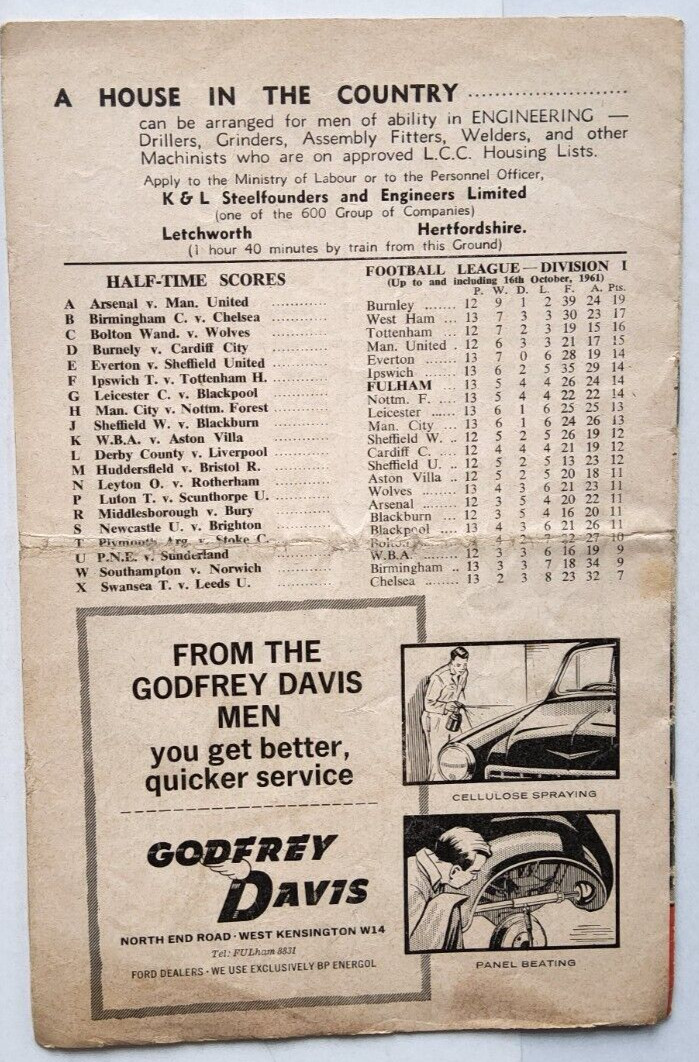 A HOUSE IN THE COUNTRY ........................
can be arranged for men of ability in ENGINEERING —
Drillers, Grinders, Assembly Fitters, Welders, and other
Machinists who are on approved L.C.C. Housing Lists.
Apply to the Ministry of Labour or to the Personnel Officer,
K & L Steelfounders and Engineers Limited
(one of the 600 Group of Companies)
Letchworth Hertfordshire.
(1 hour 40 minutes by train from this Ground)
HALF-TIME SCORES
A Arsenal v. Man. United ..............
B Birmingham C. v. Chelsea ..............
C Bolton Wand. v. Wolves ..............
D Burnely v. Cardiff City ..............
E Everton v. Sheffield United ..............
F Ipswich T. v. Tottenham H. ..............
G Leicester C. v. Blackpool ..............
H Man. City v. Nottm. Forest ..............
J Sheffield W. v. Blackburn ..............
K W.B.A. v. Aston Villa ..............
L Derby County v. Liverpool ..............
M Huddersfield v. Bristol R. ..............
N Leyton O. v. Rotherham ..............
P Luton T. v. Scunthorpe U. ..............
R Middlesborough v. Bury ..............
S Newcastle U. v. Brighton ..............
T Plymouth Arg. v. Stoke C. ..............
U P.N.E. v. Sunderland ..............
W Southampton v. Norwich ..............
X Swansea T. v. Leeds U. ..............
FOOTBALL LEAGUE—DIVISION I
(Up to and including 16th October, 1961)
P. W. D. L. F. A. Pts.
Burnley ....... 12 9 1 2 39 24 19
West Ham ... 13 7 3 3 30 23 17
Tottenham ... 12 7 2 3 19 15 16
Man. United . 12 6 3 3 21 17 15
Everton ....... 13 7 0 6 28 19 14
Ipswich ....... 13 6 2 5 35 29 14
FULHAM ... 13 5 4 4 26 24 14
Nottm. F. ... 13 5 4 4 22 22 14
Leicester ...... 13 6 1 6 25 25 13
Man. City ... 13 6 1 6 24 26 13
Sheffield W. .. 12 5 2 5 26 19 12
Cardiff C. ... 12 4 4 4 21 19 12
Sheffield U. .. 12 5 2 5 13 23 12
Aston Villa .. 12 5 2 5 20 18 11
Wolves ........ 13 4 3 6 21 23 11
Arsenal ....... 12 3 5 4 20 22 11
Blackburn ... 12 3 5 4 16 20 11
Blackpool .... 13 4 3 6 21 26 11
Bolton 13 4 2 7 22 27 10
W.B.A. ....... 12 3 3 6 16 19 9
Birmingham .. 13 3 3 7 18 34 9
Chelsea ........ 13 2 3 8 23 32 7
FROM THE
GODFREY DAVIS
MEN
you get better,
quicker service
GODFREY
DAVIS
NORTH END ROAD · WEST KENSINGTON W14
Tel: FULham 8831
FORD DEALERS · WE USE EXCLUSIVELY BP ENERGOL
CELLULOSE SPRAYING
PANEL BEATING